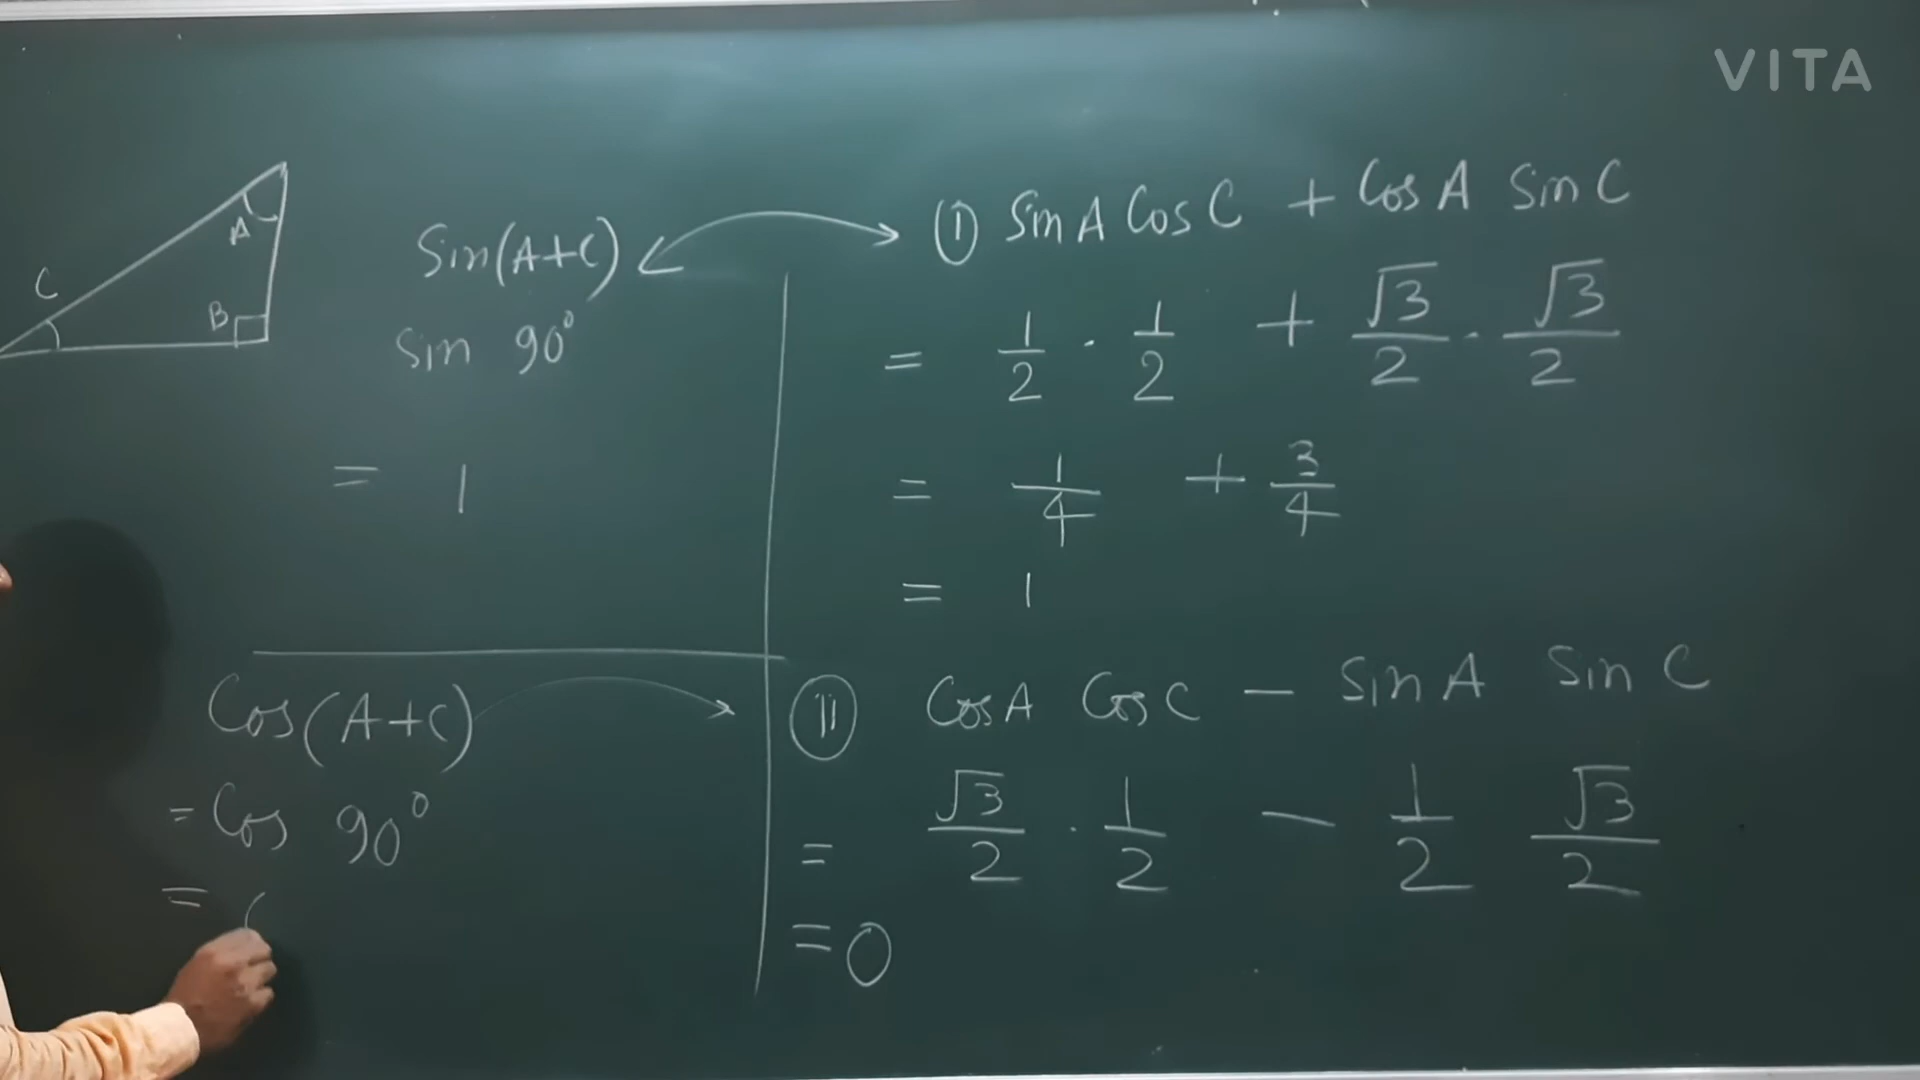 VITA
A
C
B
Sin(A+C)
Sin 90°
= 1
① Sin A Cos C + Cos A Sin C
= 1/2 · 1/2 + √3/2 · √3/2
= 1/4 + 3/4
= 1
Cos(A+C)
= Cos 90°
=
Ⅱ Cos A Cos C − Sin A Sin C
= √3/2 · 1/2 − 1/2 √3/2
= 0